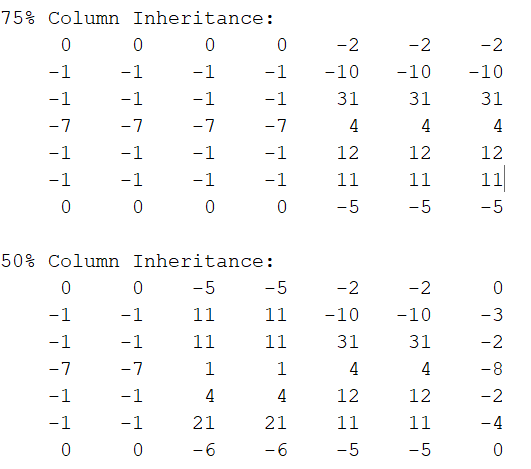 75% Column Inheritance:
0 0 0 0 -2 -2 -2
-1 -1 -1 -1 -10 -10 -10
-1 -1 -1 -1 31 31 31
-7 -7 -7 -7 4 4 4
-1 -1 -1 -1 12 12 12
-1 -1 -1 -1 11 11 11
0 0 0 0 -5 -5 -5
50% Column Inheritance:
0 0 -5 -5 -2 -2 0
-1 -1 11 11 -10 -10 -3
-1 -1 11 11 31 31 -2
-7 -7 1 1 4 4 -8
-1 -1 4 4 12 12 -2
-1 -1 21 21 11 11 -4
0 0 -6 -6 -5 -5 0